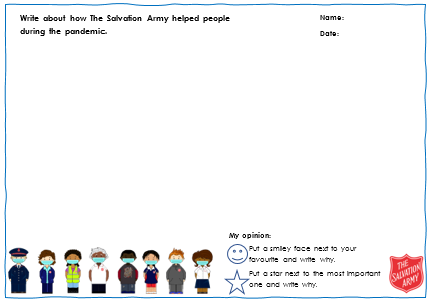 Write about how The Salvation Army helped people
during the pandemic.
Name:
Date:
My opinion:
Put a smiley face next to your
favourite and write why.
Put a star next to the most important
one and write why.
THE
SALVATION
ARMY